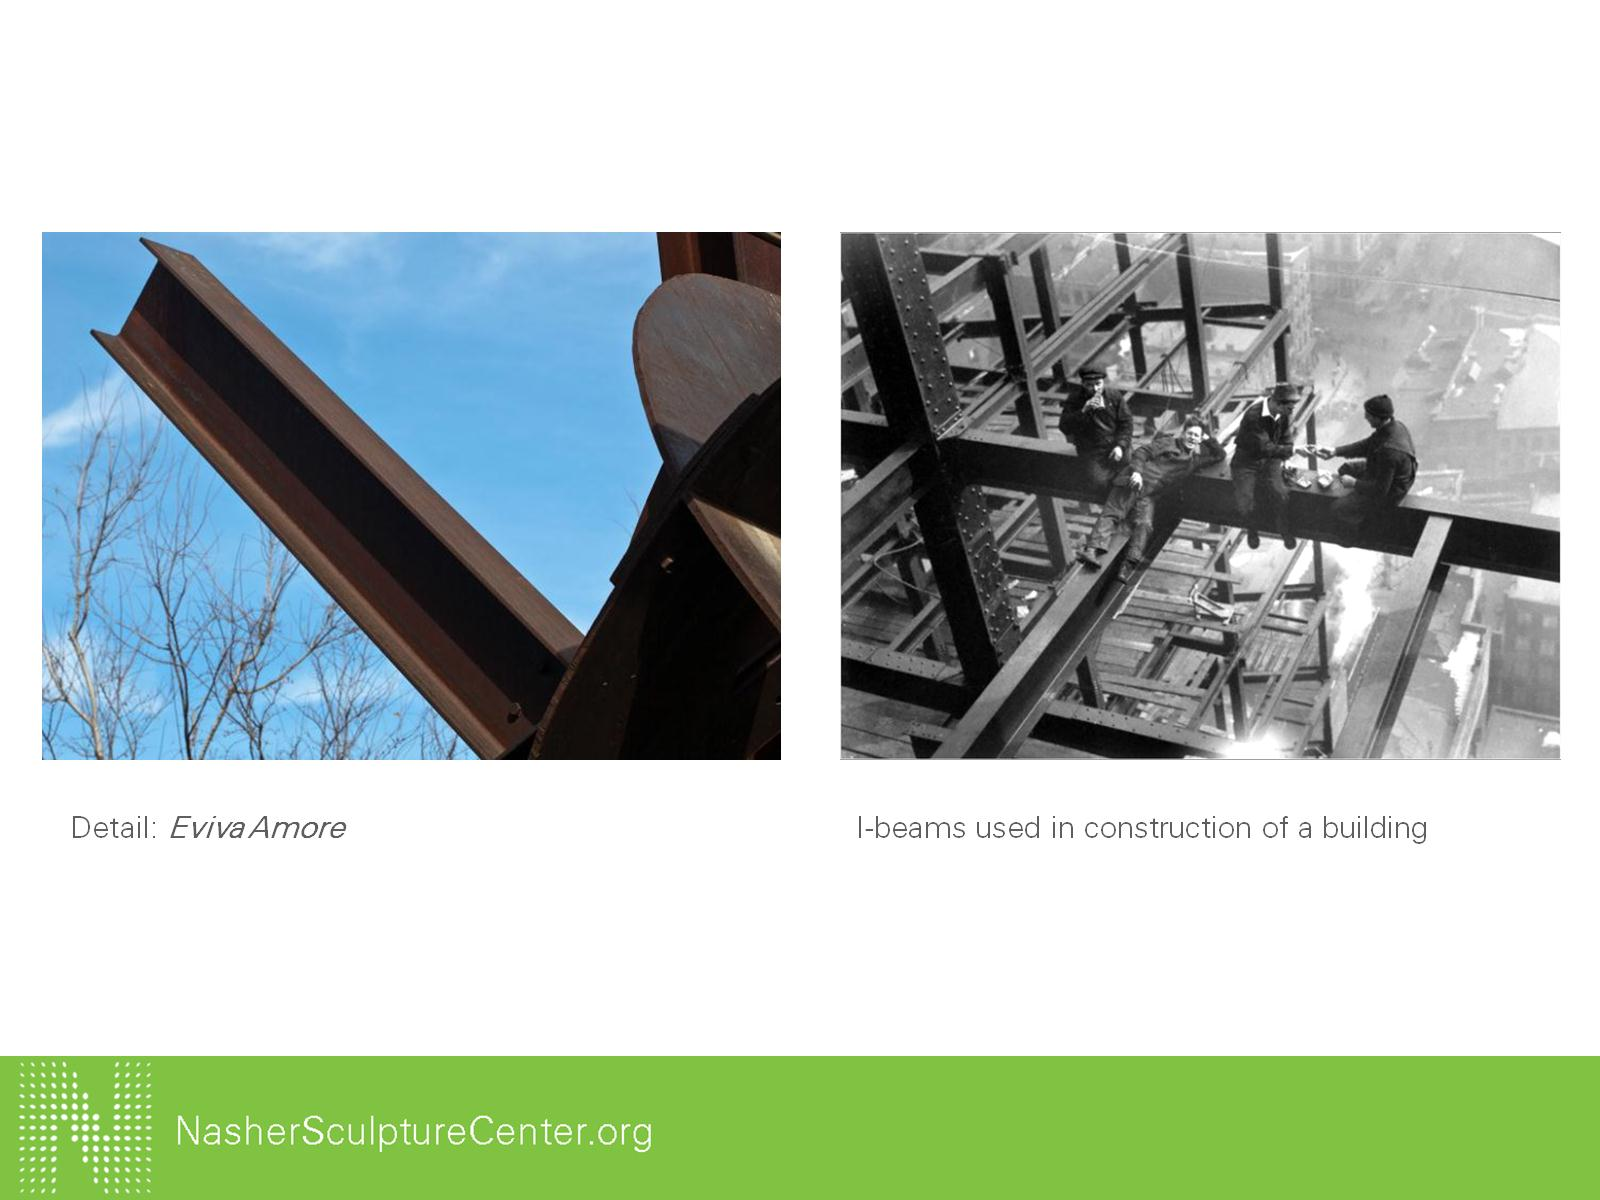 Detail: Eviva Amore
I-beams used in construction of a building
N
NasherSculptureCenter.org